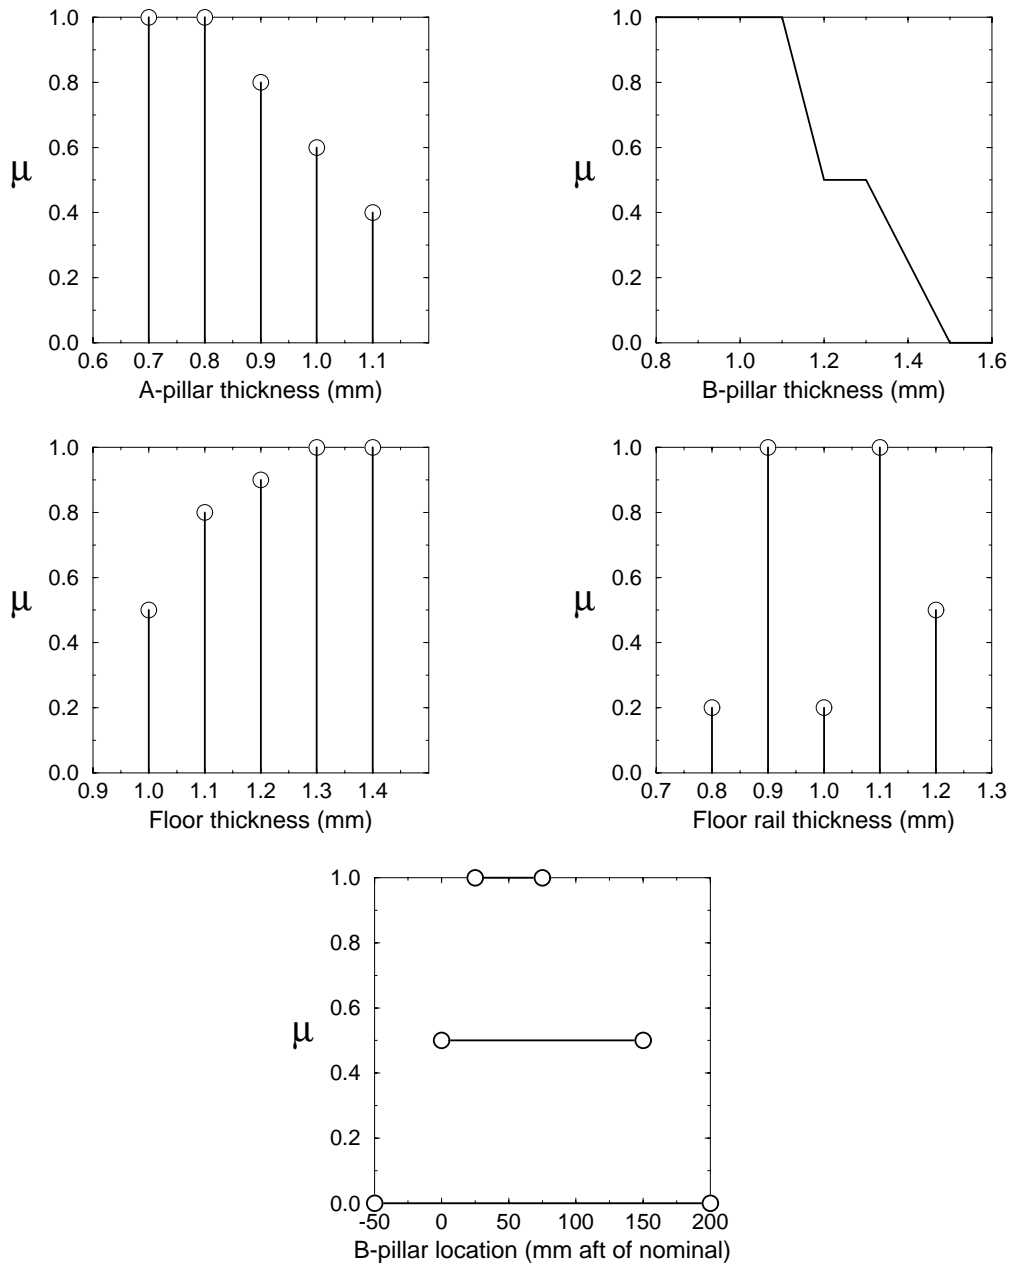 1.0
0.8
0.6
0.4
0.2
0.0
μ
0.6 0.7 0.8 0.9 1.0 1.1
A-pillar thickness (mm)
1.0
0.8
0.6
0.4
0.2
0.0
μ
0.8 1.0 1.2 1.4 1.6
B-pillar thickness (mm)
1.0
0.8
0.6
0.4
0.2
0.0
μ
0.9 1.0 1.1 1.2 1.3 1.4
Floor thickness (mm)
1.0
0.8
0.6
0.4
0.2
0.0
μ
0.7 0.8 0.9 1.0 1.1 1.2 1.3
Floor rail thickness (mm)
1.0
0.8
0.6
0.4
0.2
0.0
μ
-50 0 50 100 150 200
B-pillar location (mm aft of nominal)